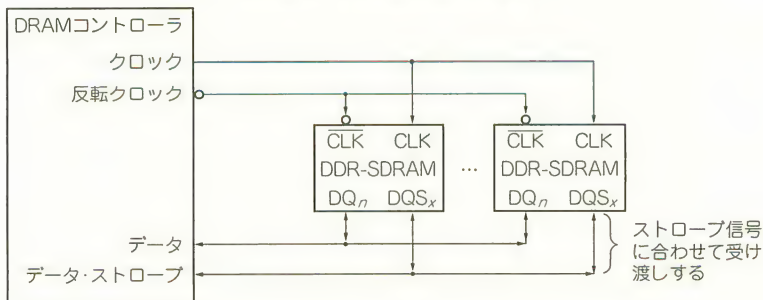 DRAMコントローラ
クロック
反転クロック
CLK CLK
DDR-SDRAM
DQn DQSx
…
CLK CLK
DDR-SDRAM
DQn DQSx
データ
データ・ストローブ
ストローブ信号
に合わせて受け
渡しする